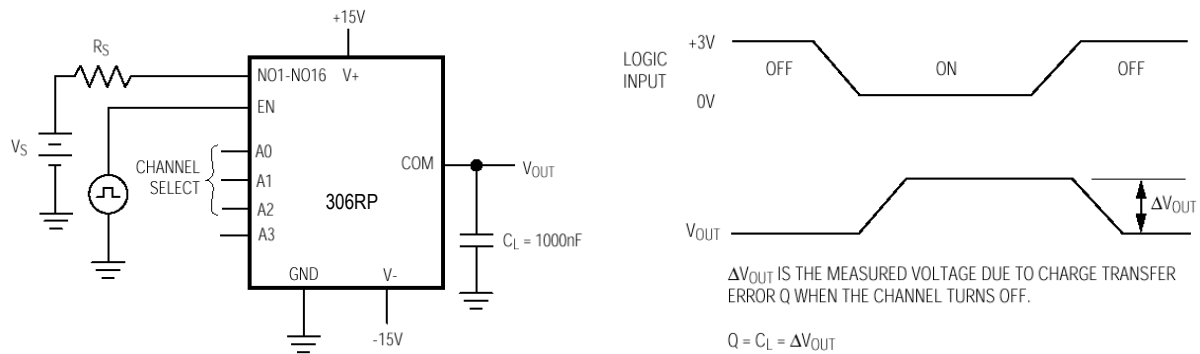 +15V
RS
NO1-NO16 V+
EN
VS
CHANNEL
SELECT
A0
A1
A2
A3
COM
VOUT
306RP
CL = 1000nF
GND
V-
-15V
LOGIC
INPUT
+3V
0V
OFF
ON
OFF
VOUT
ΔVOUT
ΔVOUT IS THE MEASURED VOLTAGE DUE TO CHARGE TRANSFER
ERROR Q WHEN THE CHANNEL TURNS OFF.
Q = CL = ΔVOUT